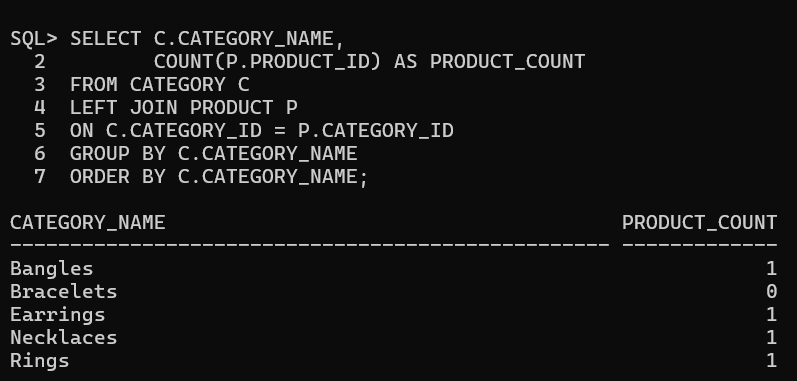 SQL> SELECT C.CATEGORY_NAME,
  2         COUNT(P.PRODUCT_ID) AS PRODUCT_COUNT
  3  FROM CATEGORY C
  4  LEFT JOIN PRODUCT P
  5  ON C.CATEGORY_ID = P.CATEGORY_ID
  6  GROUP BY C.CATEGORY_NAME
  7  ORDER BY C.CATEGORY_NAME;

CATEGORY_NAME                                      PRODUCT_COUNT
-------------------------------------------------- -------------
Bangles                                                        1
Bracelets                                                      0
Earrings                                                       1
Necklaces                                                      1
Rings                                                          1